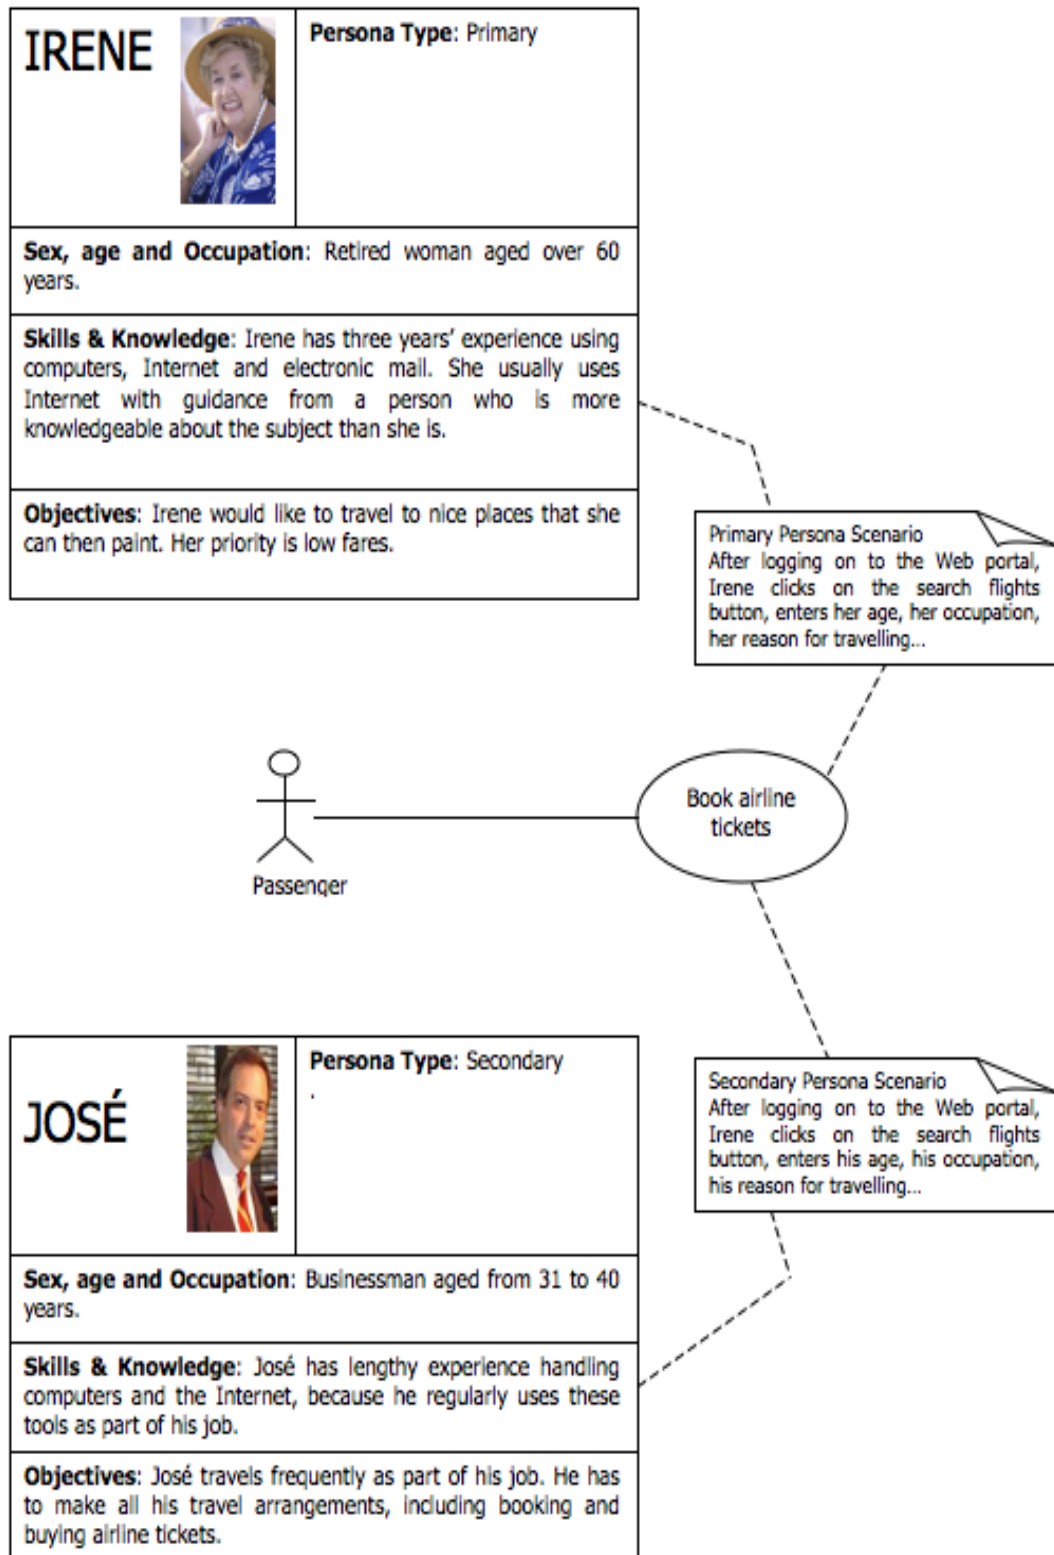 IRENE
Persona Type: Primary
Sex, age and Occupation: Retired woman aged over 60
years.
Skills & Knowledge: Irene has three years' experience using
computers, Internet and electronic mail. She usually uses
Internet with guidance from a person who is more
knowledgeable about the subject than she is.
Objectives: Irene would like to travel to nice places that she
can then paint. Her priority is low fares.
Primary Persona Scenario
After logging on to the Web portal,
Irene clicks on the search flights
button, enters her age, her occupation,
her reason for travelling...
Book airline
tickets
Passenger
JOSÉ
Persona Type: Secondary
.
Secondary Persona Scenario
After logging on to the Web portal,
Irene clicks on the search flights
button, enters his age, his occupation,
his reason for travelling...
Sex, age and Occupation: Businessman aged from 31 to 40
years.
Skills & Knowledge: José has lengthy experience handling
computers and the Internet, because he regularly uses these
tools as part of his job.
Objectives: José travels frequently as part of his job. He has
to make all his travel arrangements, including booking and
buying airline tickets.